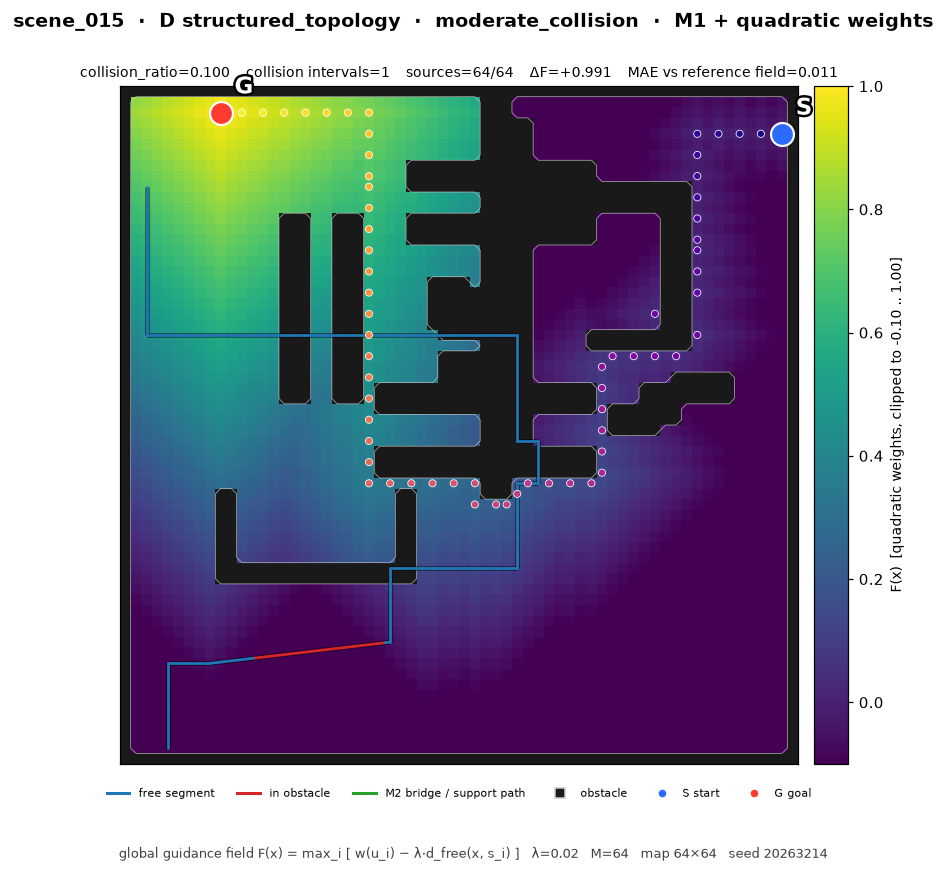 scene_015 · D structured_topology · moderate_collision · M1 + quadratic weights
collision_ratio=0.100 collision intervals=1 sources=64/64 ΔF=+0.991 MAE vs reference field=0.011
G
S
1.0
0.8
0.6
0.4
0.2
0.0
F(x) [quadratic weights, clipped to -0.10 .. 1.00]
free segment
in obstacle
M2 bridge / support path
obstacle
S start
G goal
global guidance field F(x) = max_i [ w(u_i) − λ·d_free(x, s_i) ] λ=0.02 M=64 map 64×64 seed 20263214